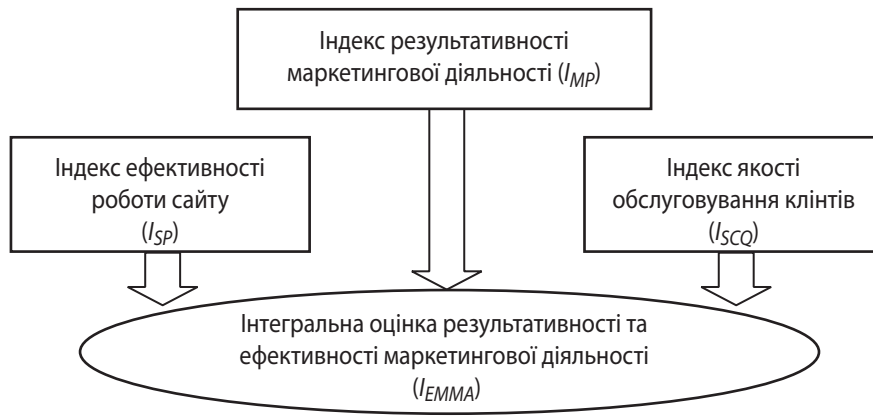 Індекс результативності
маркетингової діяльності (I_MP)
Індекс ефективності
роботи сайту
(I_SP)
Індекс якості
обслуговування клінтів
(I_SCQ)
Інтегральна оцінка результативності та
ефективності маркетингової діяльності
(I_EMMA)